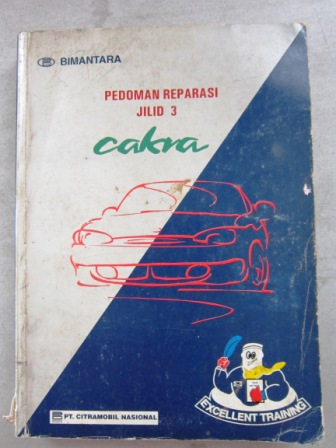 BIMANTARA
PEDOMAN REPARASI
JILID 3
cakra
EXCELLENT TRAINING
PT. CITRAMOBIL NASIONAL